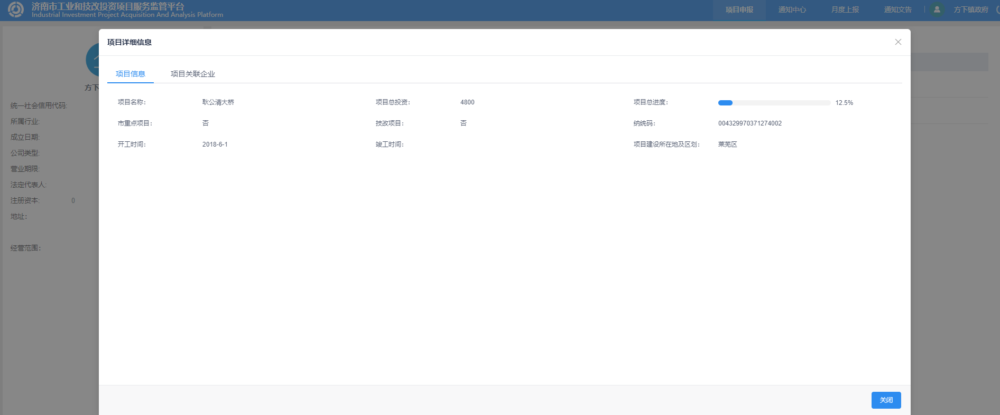 济南市工业和技改投资项目服务监管平台
Industrial Investment Project Acquisition And Analysis Platform
项目申报 通知中心 月度上报 通知文告 方下镇政府
方下
统一社会信用代码:
所属行业:
成立日期:
公司类型:
营业期限:
法定代表人:
注册资本: 0
地址:
经营范围:
项目详细信息
项目信息 项目关联企业
项目名称: 耿公清大桥 项目总投资: 4800 项目总进度: 12.5%
市重点项目: 否 技改项目: 否 纳统码: 004329970371274002
开工时间: 2018-6-1 竣工时间: 项目建设所在地及区划: 莱芜区
关闭